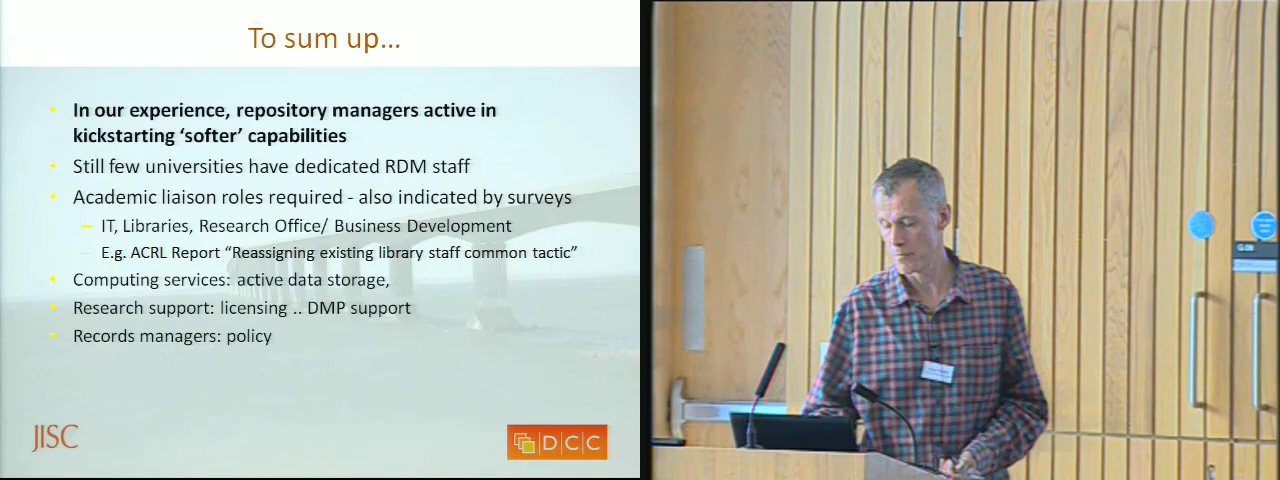 To sum up...
In our experience, repository managers active in
kickstarting ‘softer’ capabilities
Still few universities have dedicated RDM staff
Academic liaison roles required - also indicated by surveys
IT, Libraries, Research Office/ Business Development
E.g. ACRL Report “Reassigning existing library staff common tactic”
Computing services: active data storage,
Research support: licensing .. DMP support
Records managers: policy
JISC
DCC